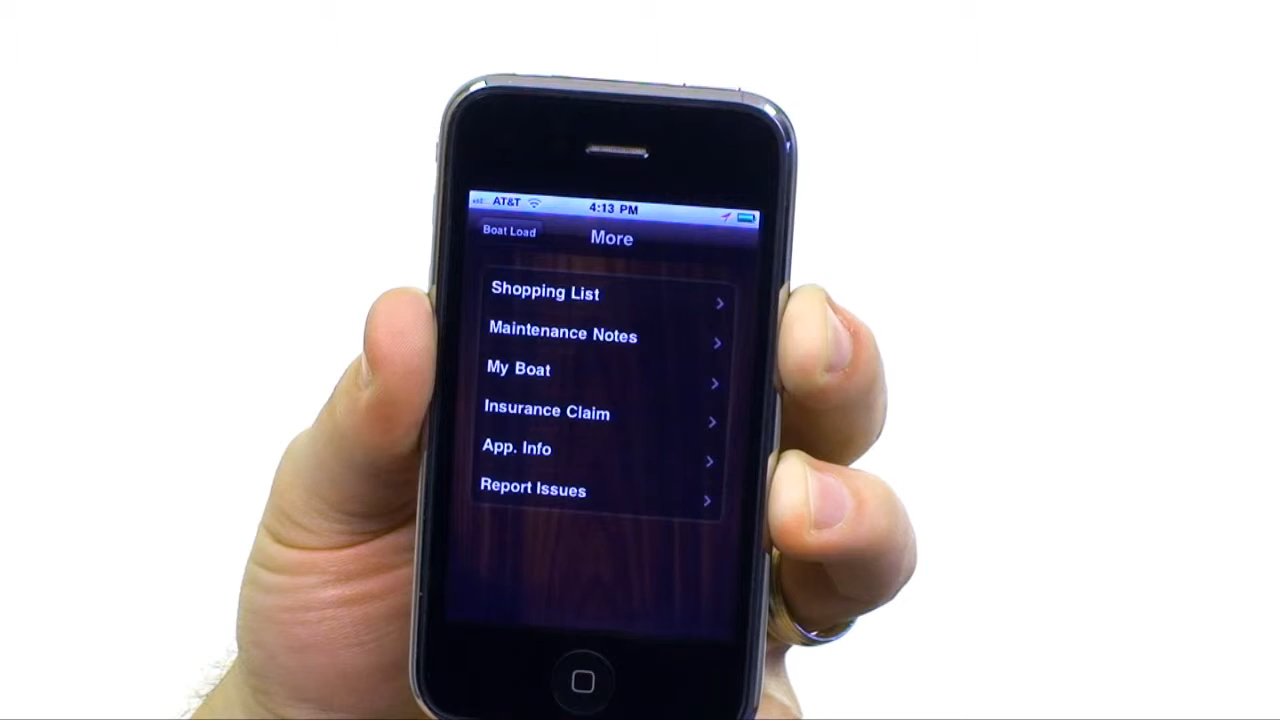 AT&T 4:13 PM
Boat Load More
Shopping List
Maintenance Notes
My Boat
Insurance Claim
App. Info
Report Issues